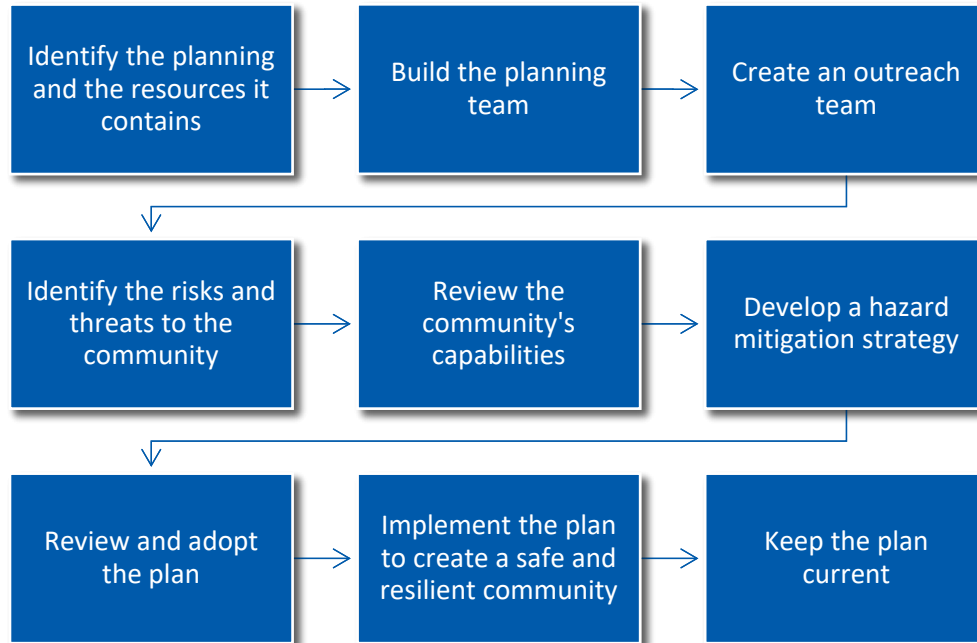 Identify the planning
and the resources it
contains
Build the planning
team
Create an outreach
team
Identify the risks and
threats to the
community
Review the
community's
capabilities
Develop a hazard
mitigation strategy
Review and adopt
the plan
Implement the plan
to create a safe and
resilient community
Keep the plan
current